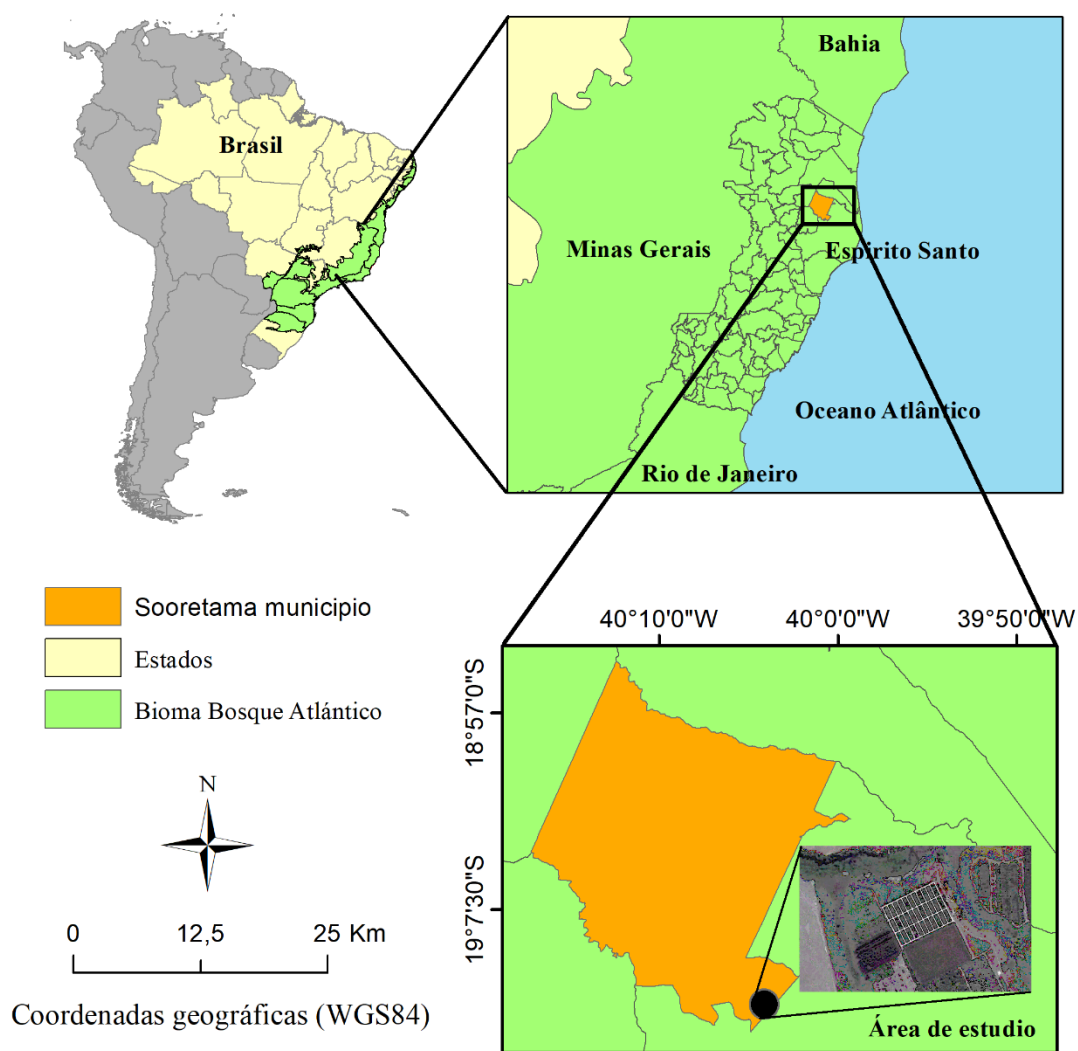 Bahia
Brasil
Minas Gerais
Espírito Santo
Oceano Atlântico
Rio de Janeiro
Sooretama municipio
Estados
Bioma Bosque Atlántico
N
0 12,5 25 Km
Coordenadas geográficas (WGS84)
40°10'0"W 40°0'0"W 39°50'0"W
18°57'0"S
19°7'30"S
Área de estudio